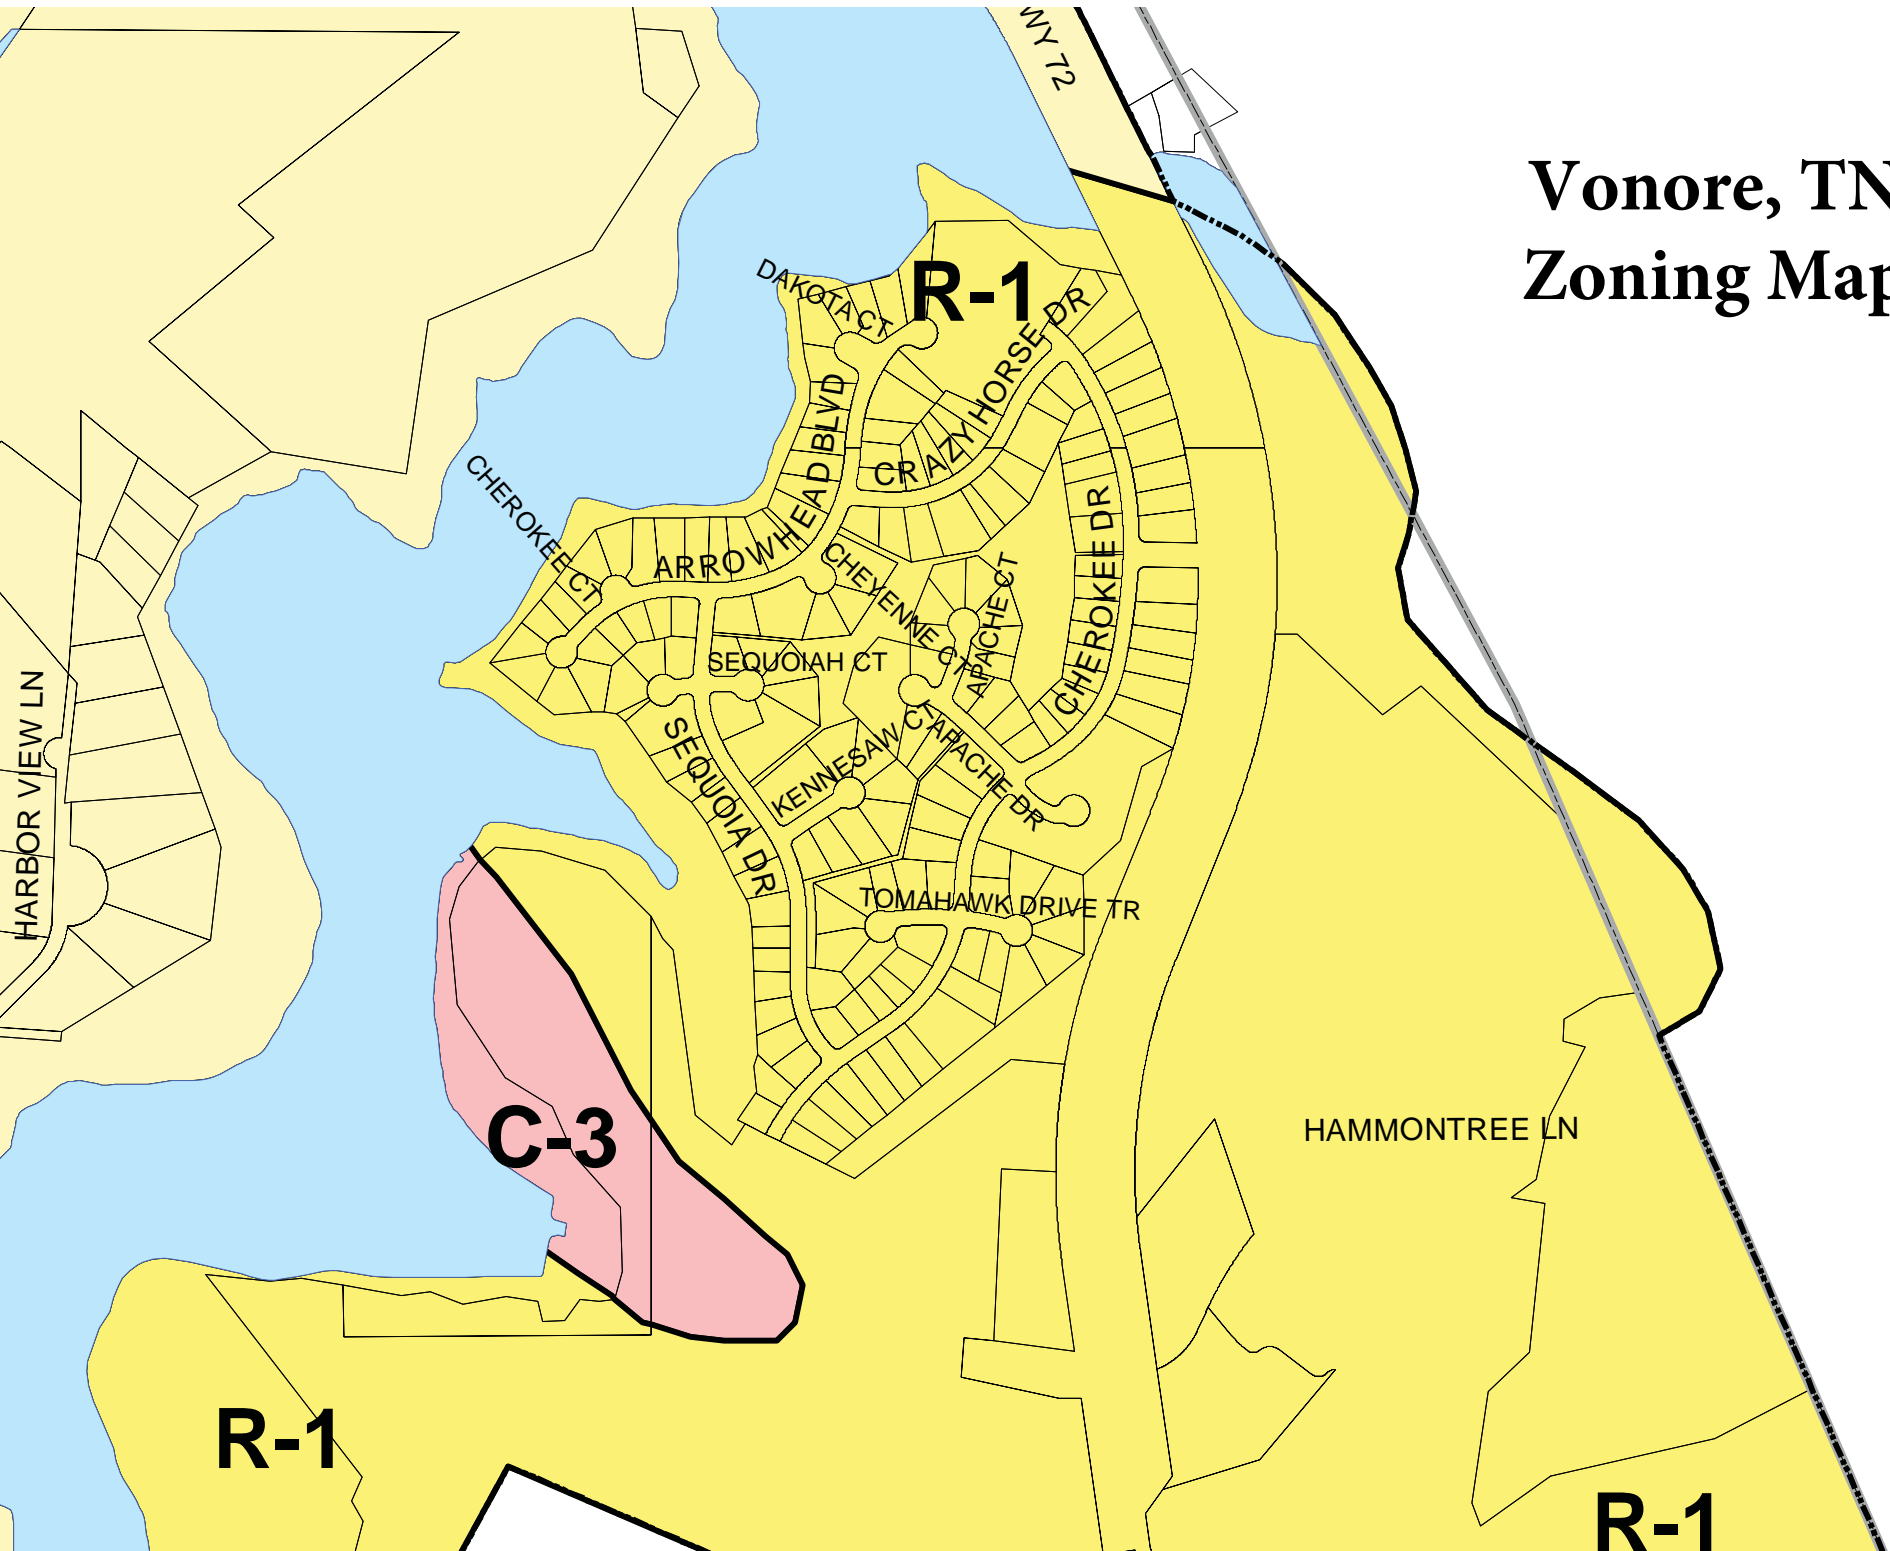 WY 72
Vonore, TN
Zoning Map
DAKOTA CT
R-1
CRAZY HORSE DR
ARROWHEAD BLVD
CHEROKEE CT
CHEYENNE CT
APACHE CT
CHEROKEE DR
SEQUOIAH CT
SEQUOIA DR
KENNESAW CT
APACHE DR
HARBOR VIEW LN
TOMAHAWK DRIVE TR
C-3
HAMMONTREE LN
R-1
R-1